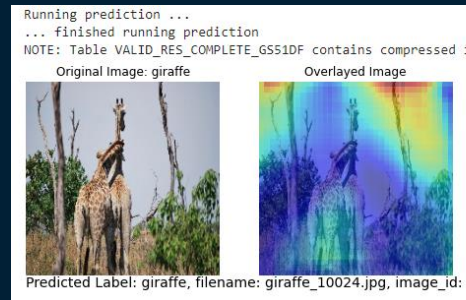 Running prediction ...
... finished running prediction
NOTE: Table VALID_RES_COMPLETE_GS51DF contains compressed
Original Image: giraffe
Overlayed Image
Predicted Label: giraffe, filename: giraffe_10024.jpg, image_id: